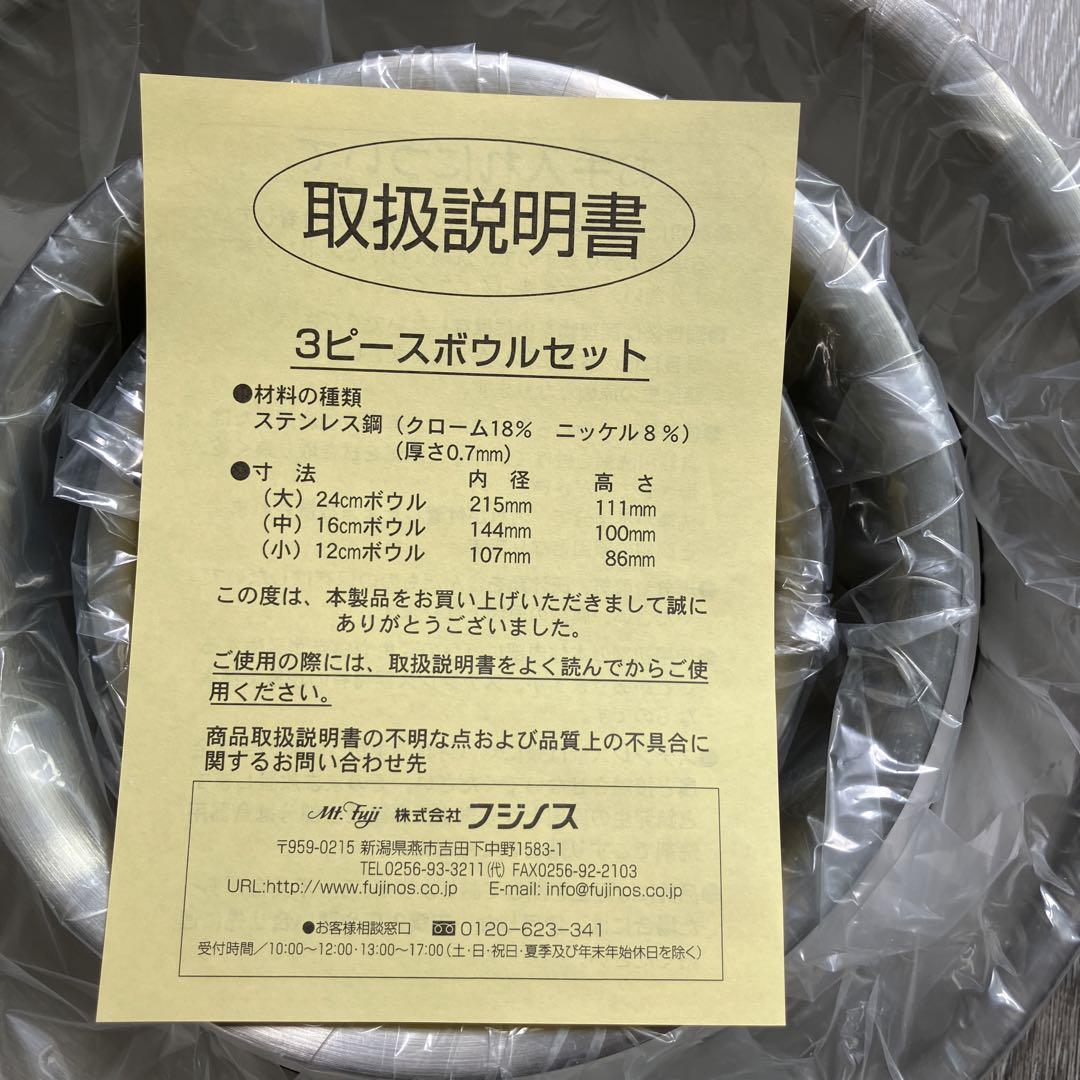 取扱説明書
3ピースボウルセット
●材料の種類
ステンレス鋼（クローム18％　ニッケル８％）
（厚さ0.7mm）
●寸　法　内　径　高　さ
（大）24cmボウル　215mm　111mm
（中）16cmボウル　144mm　100mm
（小）12cmボウル　107mm　86mm
この度は、本製品をお買い上げいただきまして誠に
ありがとうございました。
ご使用の際には、取扱説明書をよく読んでからご使
用ください。
商品取扱説明書の不明な点および品質上の不具合に
関するお問い合わせ先
Mt. Fuji 株式会社 フジノス
〒959-0215 新潟県燕市吉田下中野1583-1
TEL0256-93-3211(代) FAX0256-92-2103
URL:http://www.fujinos.co.jp　E-mail: info@fujinos.co.jp
●お客様相談窓口　0120-623-341
受付時間／10:00〜12:00・13:00〜17:00（土・日・祝日・夏季及び年末年始休日を除く）